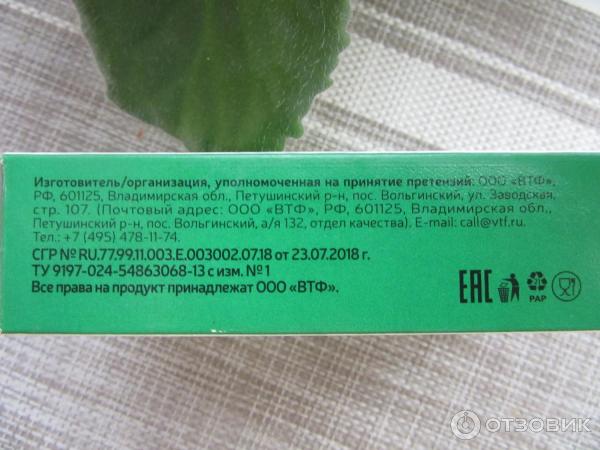 Изготовитель/организация, уполномоченная на принятие претензий: ООО «ВТФ»,
РФ, 601125, Владимирская обл., Петушинский р-н, пос. Вольгинский, ул. Заводская,
стр. 107. (Почтовый адрес: ООО «ВТФ», РФ, 601125, Владимирская обл.,
Петушинский р-н, пос. Вольгинский, а/я 132, отдел качества). E-mail: call@vtf.ru.
Тел.: +7 (495) 478-11-74.
СГР № RU.77.99.11.003.E.003002.07.18 от 23.07.2018 г.
ТУ 9197-024-54863068-13 с изм. № 1
Все права на продукт принадлежат ООО «ВТФ».
EAC
21
PAP
ОТЗОВИК